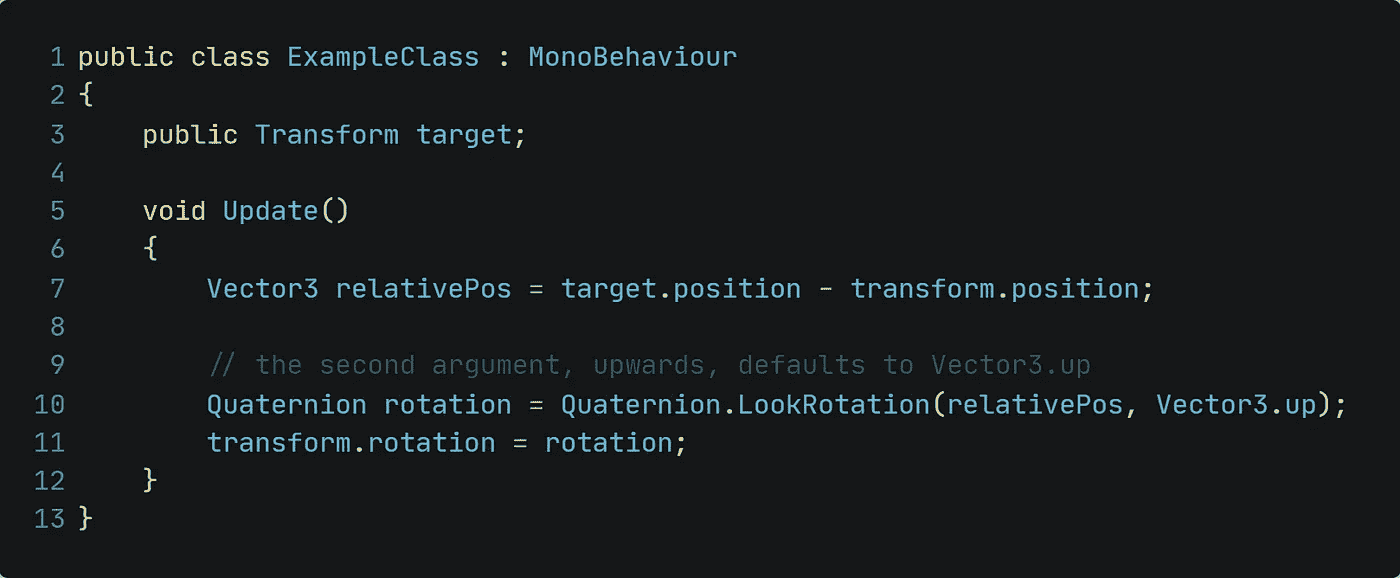 1 public class ExampleClass : MonoBehaviour
2 {
3     public Transform target;
4
5     void Update()
6     {
7         Vector3 relativePos = target.position - transform.position;
8
9         // the second argument, upwards, defaults to Vector3.up
10         Quaternion rotation = Quaternion.LookRotation(relativePos, Vector3.up);
11         transform.rotation = rotation;
12     }
13 }